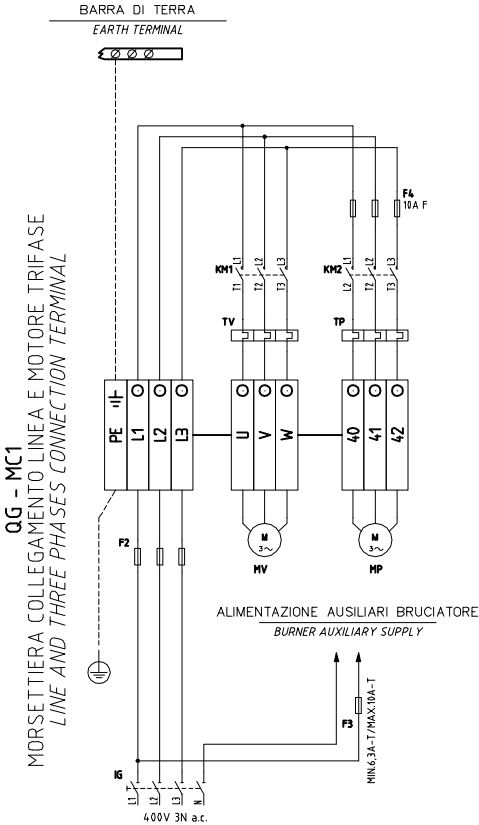 BARRA DI TERRA
EARTH TERMINAL
QG - MC1
MORSETTIERA COLLEGAMENTO LINEA E MOTORE TRIFASE
LINE AND THREE PHASES CONNECTION TERMINAL
F4
10A F
KM1
L1
L2
L3
T1
T2
T3
KM2
L1
L2
L3
L2
T2
T3
TV
TP
PE
L1
L2
L3
U
V
W
40
41
42
F2
M
3~
MV
M
3~
MP
ALIMENTAZIONE AUSILIARI BRUCIATORE
BURNER AUXILIARY SUPPLY
F3
MIN.6,3A-T/MAX.10A-T
IG
L1
L2
L3
N
400V 3N a.c.